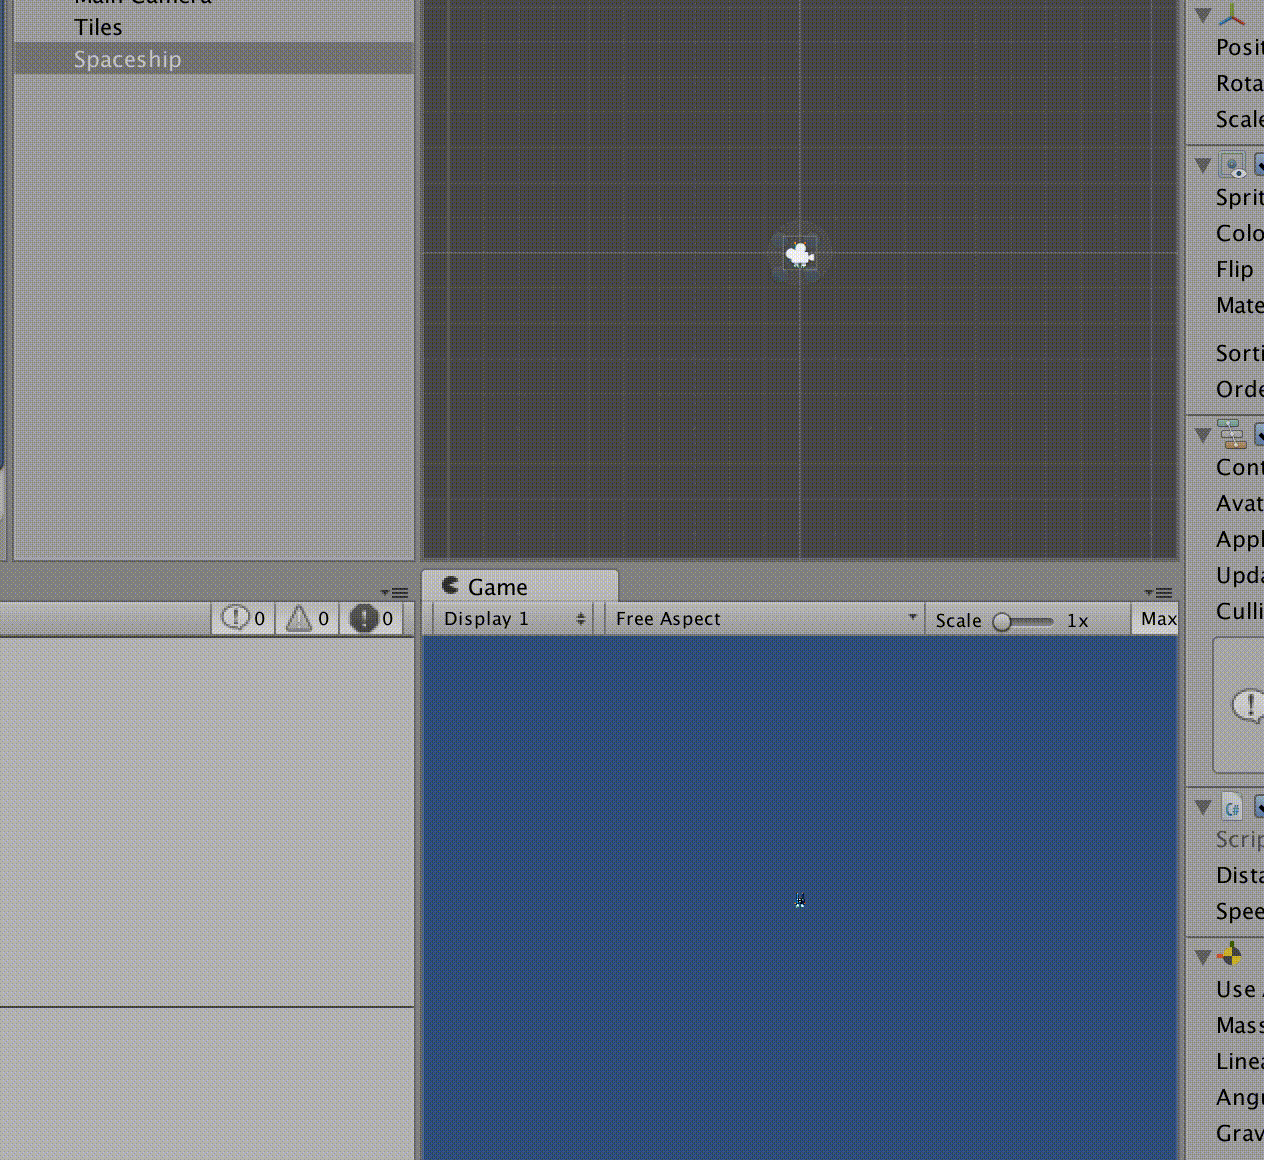 Main Camera
Tiles
Spaceship
0
0
0
Game
Display 1
Free Aspect
Scale
1x
Max
Posit
Rota
Scale
Sprit
Colo
Flip
Mate
Sorti
Orde
Cont
Avat
Appl
Upda
Culli
C#
Scrip
Dista
Spee
Use A
Mass
Linea
Angu
Grav